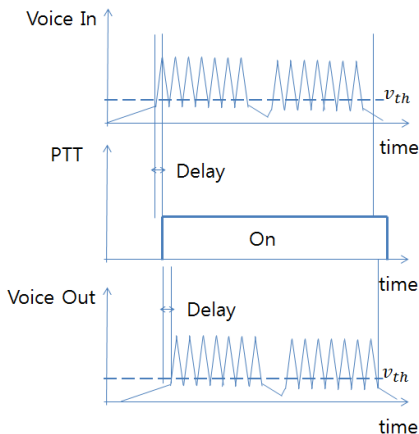 Voice In
v_th
time
PTT
Delay
On
time
Voice Out
Delay
v_th
time